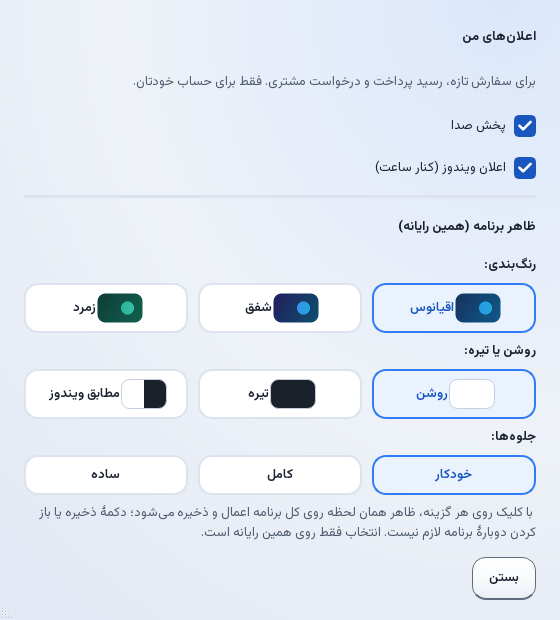 اعلان‌های من
برای سفارش تازه، رسید پرداخت و درخواست مشتری. فقط برای حساب خودتان.
پخش صدا
اعلان ویندوز (کنار ساعت)
ظاهر برنامه (همین رایانه)
رنگ‌بندی:
اقیانوس
شفق
زمرد
روشن یا تیره:
روشن
تیره
مطابق ویندوز
جلوه‌ها:
خودکار
کامل
ساده
با کلیک روی هر گزینه، ظاهر همان لحظه روی کل برنامه اعمال و ذخیره می‌شود؛ دکمهٔ ذخیره یا باز
کردن دوبارهٔ برنامه لازم نیست. انتخاب فقط روی همین رایانه است.
بستن